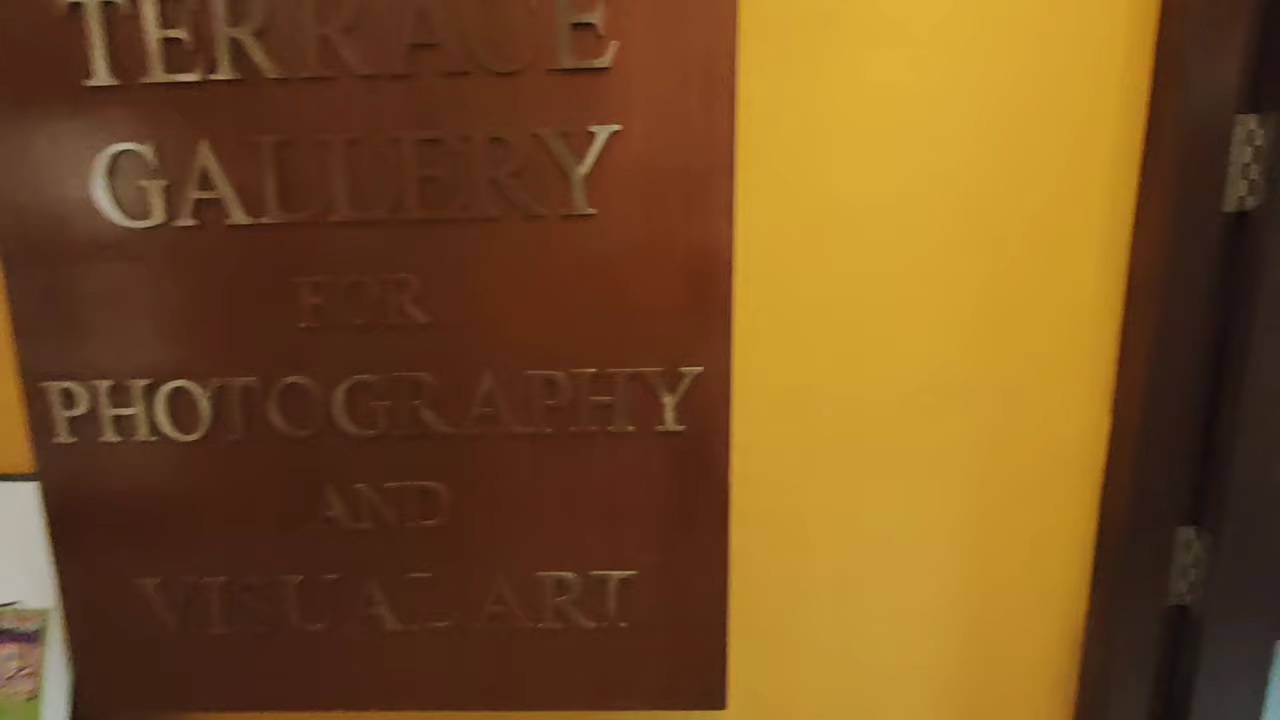 TERRACE
GALLERY
FOR
PHOTOGRAPHY
AND
VISUAL ART